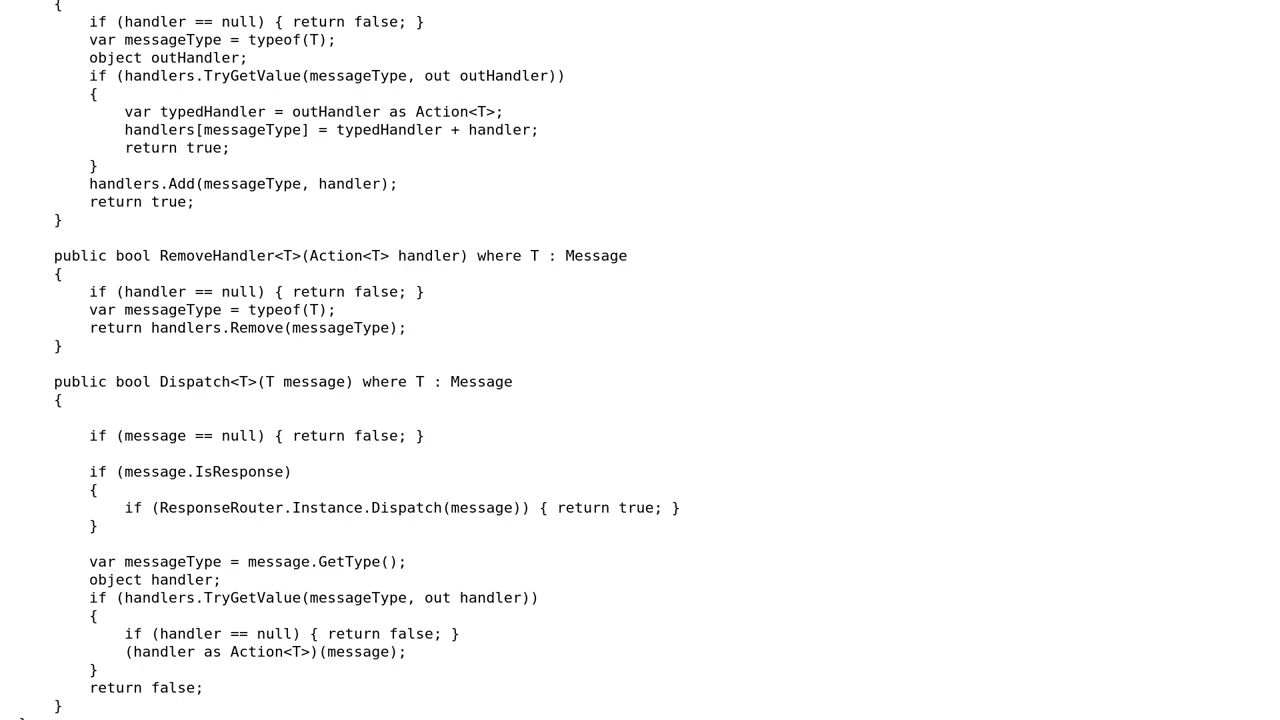 {
if (handler == null) { return false; }
var messageType = typeof(T);
object outHandler;
if (handlers.TryGetValue(messageType, out outHandler))
{
var typedHandler = outHandler as Action<T>;
handlers[messageType] = typedHandler + handler;
return true;
}
handlers.Add(messageType, handler);
return true;
}
public bool RemoveHandler<T>(Action<T> handler) where T : Message
{
if (handler == null) { return false; }
var messageType = typeof(T);
return handlers.Remove(messageType);
}
public bool Dispatch<T>(T message) where T : Message
{
if (message == null) { return false; }
if (message.IsResponse)
{
if (ResponseRouter.Instance.Dispatch(message)) { return true; }
}
var messageType = message.GetType();
object handler;
if (handlers.TryGetValue(messageType, out handler))
{
if (handler == null) { return false; }
(handler as Action<T>)(message);
}
return false;
}
}